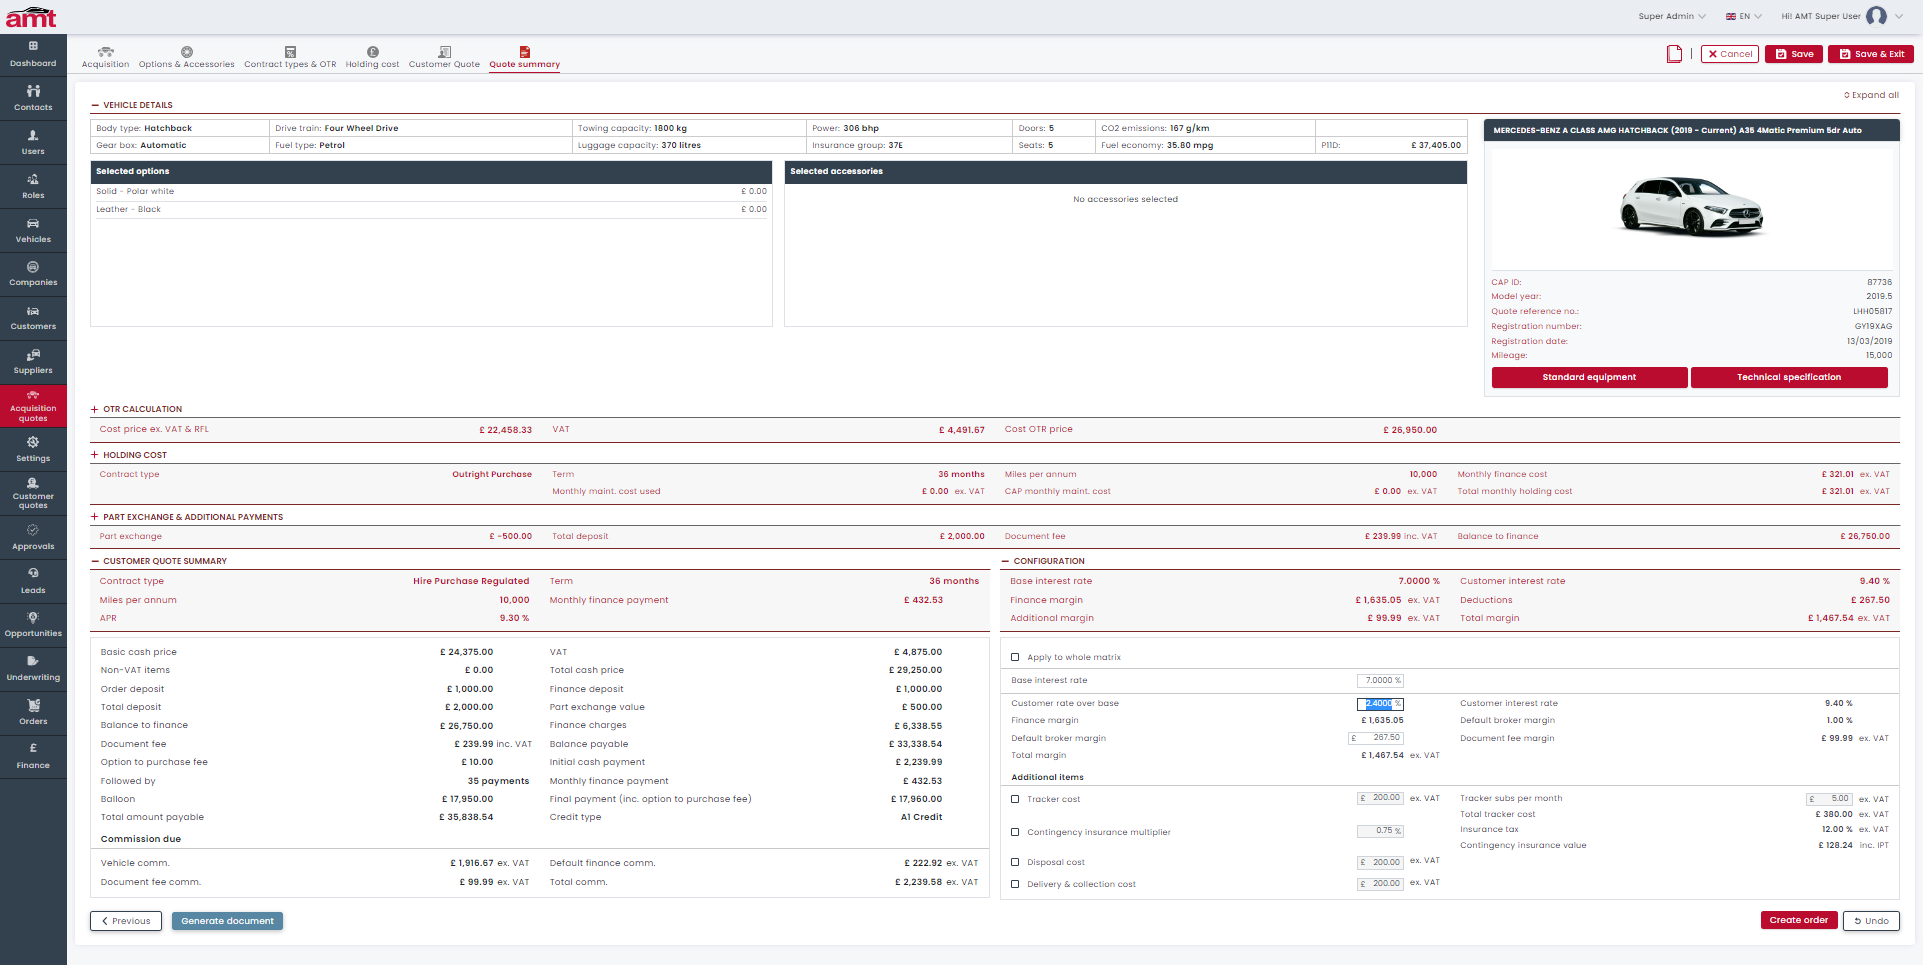 amt
Super Admin
EN
Hi! AMT Super User
Dashboard
Contacts
Users
Roles
Vehicles
Companies
Customers
Suppliers
Acquisition
quotes
Settings
Customer
quotes
Approvals
Leads
Opportunities
Underwriting
Orders
£
Finance
Acquisition Options & Accessories Contract types & OTR Holding cost Customer Quote Quote summary
Cancel Save Save & Exit
Expand all
VEHICLE DETAILS
Body type: Hatchback Drive train: Four Wheel Drive Towing capacity: 1800 kg Power: 306 bhp Doors: 5 CO2 emissions: 167 g/km
Gear box: Automatic Fuel type: Petrol Luggage capacity: 370 litres Insurance group: 37E Seats: 5 Fuel economy: 35.80 mpg P11D: £ 37,405.00
Selected options
Solid - Polar white £ 0.00
Leather - Black £ 0.00
Selected accessories
No accessories selected
MERCEDES-BENZ A CLASS AMG HATCHBACK (2019 - Current) A35 4Matic Premium 5dr Auto
CAP ID: 87736
Model year: 2019.5
Quote reference no.: LHH05817
Registration number: GY19XAG
Registration date: 13/03/2019
Mileage: 15,000
Standard equipment Technical specification
OTR CALCULATION
Cost price ex. VAT & RFL £ 22,458.33 VAT £ 4,491.67 Cost OTR price £ 26,950.00
HOLDING COST
Contract type Outright Purchase Term 36 months Miles per annum 10,000 Monthly finance cost £ 321.01 ex. VAT
Monthly maint. cost used £ 0.00 ex. VAT CAP monthly maint. cost £ 0.00 ex. VAT Total monthly holding cost £ 321.01 ex. VAT
PART EXCHANGE & ADDITIONAL PAYMENTS
Part exchange £ -500.00 Total deposit £ 2,000.00 Document fee £ 239.99 inc. VAT Balance to finance £ 26,750.00
CUSTOMER QUOTE SUMMARY
Contract type Hire Purchase Regulated Term 36 months
Miles per annum 10,000 Monthly finance payment £ 432.53
APR 9.30 %
Basic cash price £ 24,375.00 VAT £ 4,875.00
Non-VAT items £ 0.00 Total cash price £ 29,250.00
Order deposit £ 1,000.00 Finance deposit £ 1,000.00
Total deposit £ 2,000.00 Part exchange value £ 500.00
Balance to finance £ 26,750.00 Finance charges £ 6,338.55
Document fee £ 239.99 inc. VAT Balance payable £ 33,338.54
Option to purchase fee £ 10.00 Initial cash payment £ 2,239.99
Followed by 35 payments Monthly finance payment £ 432.53
Balloon £ 17,950.00 Final payment (inc. option to purchase fee) £ 17,960.00
Total amount payable £ 35,838.54 Credit type A1 Credit
Commission due
Vehicle comm. £ 1,916.67 ex. VAT Default finance comm. £ 222.92 ex. VAT
Document fee comm. £ 99.99 ex. VAT Total comm. £ 2,239.58 ex. VAT
CONFIGURATION
Base interest rate 7.0000 % Customer interest rate 9.40 %
Finance margin £ 1,635.05 ex. VAT Deductions £ 267.50
Additional margin £ 99.99 ex. VAT Total margin £ 1,467.54 ex. VAT
Apply to whole matrix
Base interest rate 7.0000 %
Customer rate over base 2.4000 % Customer interest rate 9.40 %
Finance margin £ 1,635.05 Default broker margin 1.00 %
Default broker margin £ 267.50 Document fee margin £ 99.99 ex. VAT
Total margin £ 1,467.54 ex. VAT
Additional items
Tracker cost £ 200.00 ex. VAT Tracker subs per month £ 5.00 ex. VAT
Total tracker cost £ 380.00 ex. VAT
Contingency insurance multiplier 0.75 % Insurance tax 12.00 % ex. VAT
Contingency insurance value £ 128.24 inc. IPT
Disposal cost £ 200.00 ex. VAT
Delivery & collection cost £ 200.00 ex. VAT
Previous Generate document Create order Undo